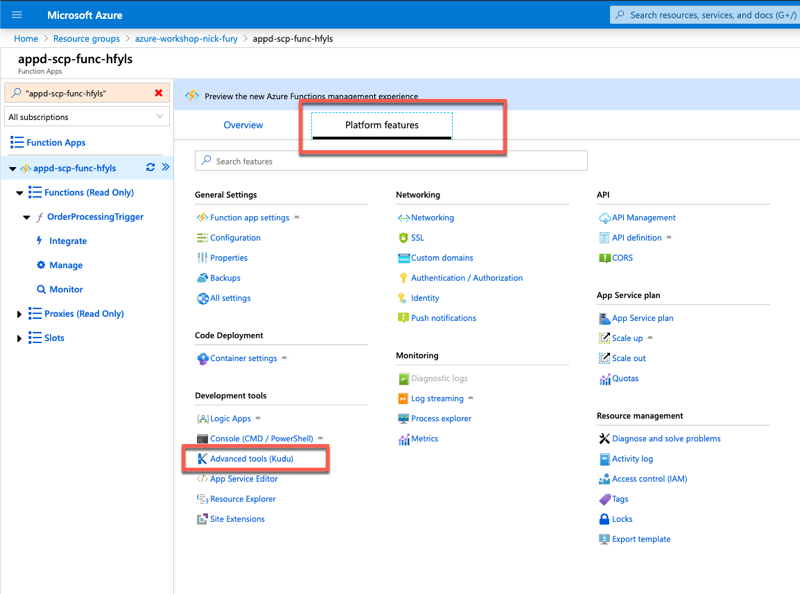 Microsoft Azure
Search resources, services, and docs (G+/)
Home > Resource groups > azure-workshop-nick-fury > appd-scp-func-hfyls
appd-scp-func-hfyls
Function Apps
"appd-scp-func-hfyls"
All subscriptions
Function Apps
appd-scp-func-hfyls
Functions (Read Only)
OrderProcessingTrigger
Integrate
Manage
Monitor
Proxies (Read Only)
Slots
Preview the new Azure Functions management experience
Overview
Platform features
Search features
General Settings
Function app settings
Configuration
Properties
Backups
All settings
Code Deployment
Container settings
Development tools
Logic Apps
Console (CMD / PowerShell)
Advanced tools (Kudu)
App Service Editor
Resource Explorer
Site Extensions
Networking
Networking
SSL
Custom domains
Authentication / Authorization
Identity
Push notifications
Monitoring
Diagnostic logs
Log streaming
Process explorer
Metrics
API
API Management
API definition
CORS
App Service plan
App Service plan
Scale up
Scale out
Quotas
Resource management
Diagnose and solve problems
Activity log
Access control (IAM)
Tags
Locks
Export template